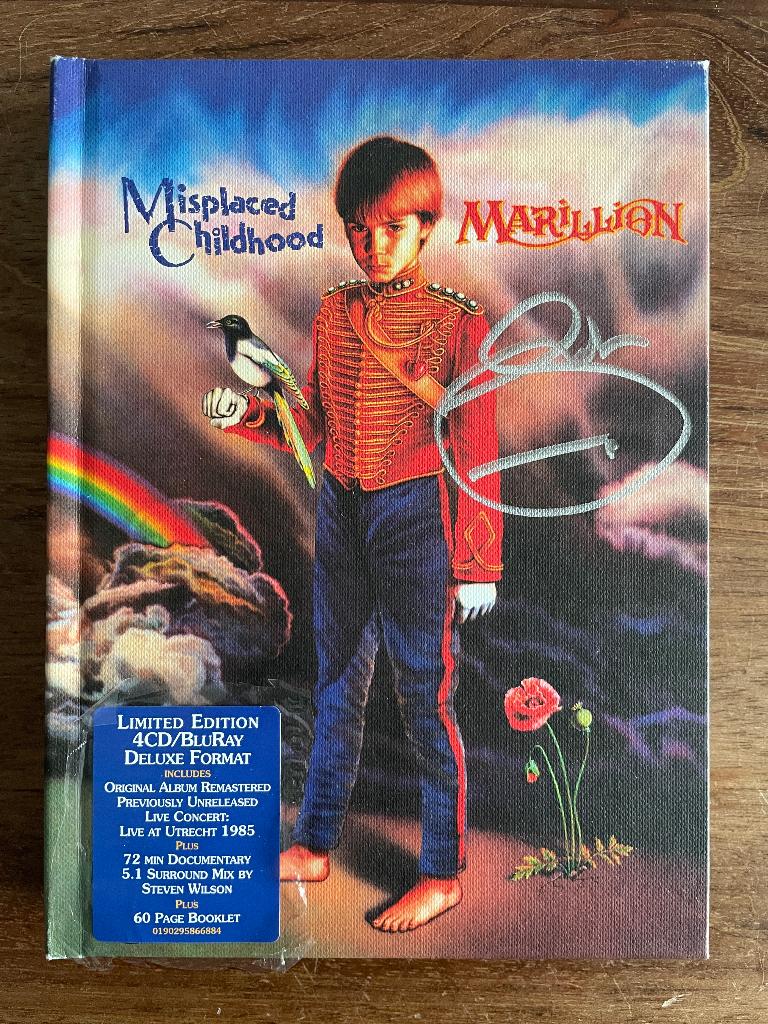 Misplaced
Childhood
Marillion
Limited Edition
4CD/BluRay
Deluxe Format
includes
Original Album Remastered
Previously Unreleased
Live Concert:
Live at Utrecht 1985
Plus
72 min Documentary
5.1 Surround Mix by
Steven Wilson
Plus
60 Page Booklet
0190295866884